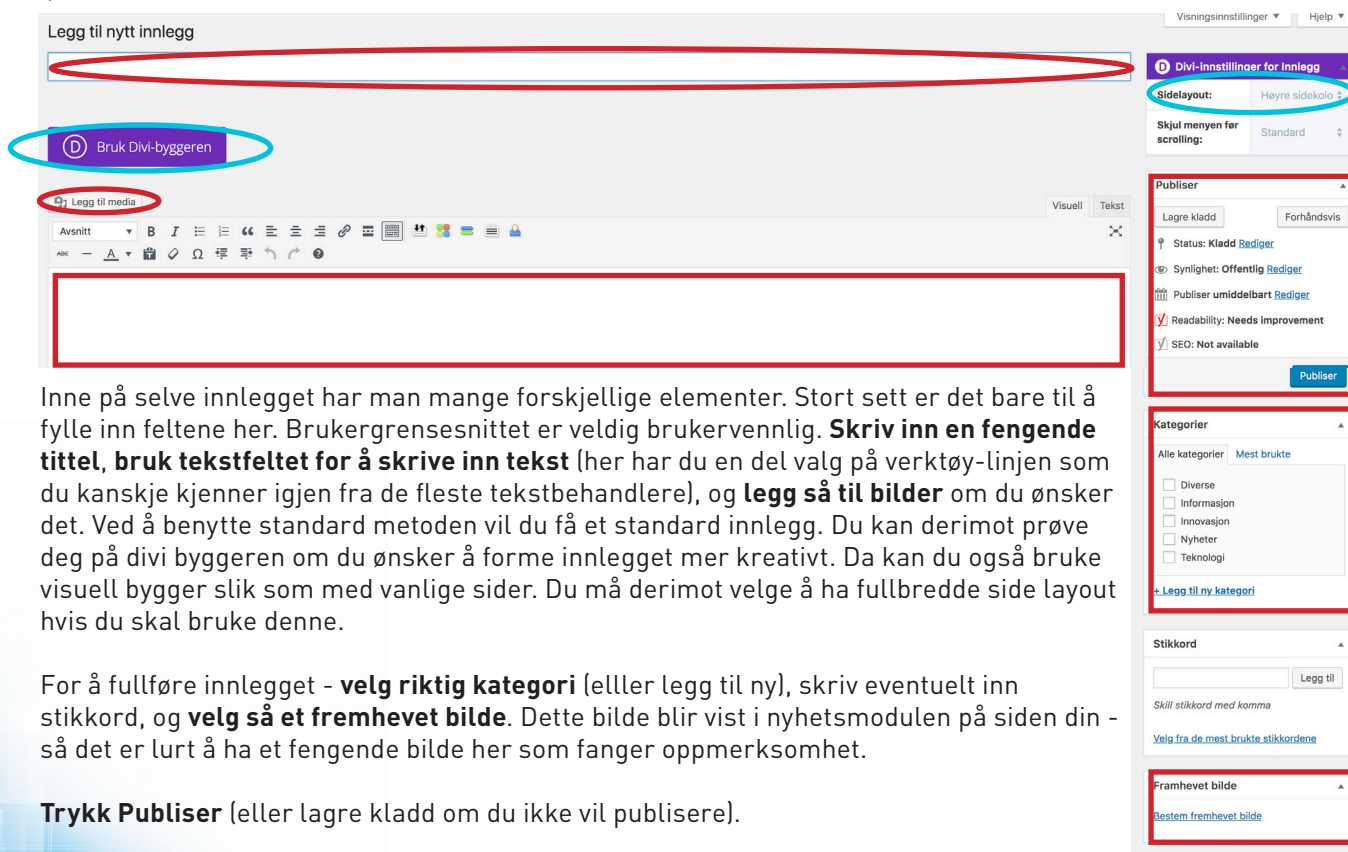 Visningsinnstillinger ▼ Hjelp ▼
Legg til nytt innlegg
Bruk Divi-byggeren
Legg til media
Visuell Tekst
Avsnitt
Inne på selve innlegget har man mange forskjellige elementer. Stort sett er det bare til å
fylle inn feltene her. Brukergrensesnittet er veldig brukervennlig. Skriv inn en fengende
tittel, bruk tekstfeltet for å skrive inn tekst (her har du en del valg på verktøy-linjen som
du kanskje kjenner igjen fra de fleste tekstbehandlere), og legg så til bilder om du ønsker
det. Ved å benytte standard metoden vil du få et standard innlegg. Du kan derimot prøve
deg på divi byggeren om du ønsker å forme innlegget mer kreativt. Da kan du også bruke
visuell bygger slik som med vanlige sider. Du må derimot velge å ha fullbredde side layout
hvis du skal bruke denne.
For å fullføre innlegget - velg riktig kategori (elller legg til ny), skriv eventuelt inn
stikkord, og velg så et fremhevet bilde. Dette bilde blir vist i nyhetsmodulen på siden din -
så det er lurt å ha et fengende bilde her som fanger oppmerksomhet.
Trykk Publiser (eller lagre kladd om du ikke vil publisere).
Divi-innstillinger for Innlegg
Sidelayout: Høyre sidekolo
Skjul menyen før
scrolling: Standard
Publiser
Lagre kladd Forhåndsvis
Status: Kladd Rediger
Synlighet: Offentlig Rediger
Publiser umiddelbart Rediger
Readability: Needs improvement
SEO: Not available
Publiser
Kategorier
Alle kategorier Mest brukte
Diverse
Informasjon
Innovasjon
Nyheter
Teknologi
+ Legg til ny kategori
Stikkord
Legg til
Skill stikkord med komma
Velg fra de mest brukte stikkordene
Framhevet bilde
Bestem fremhevet bilde